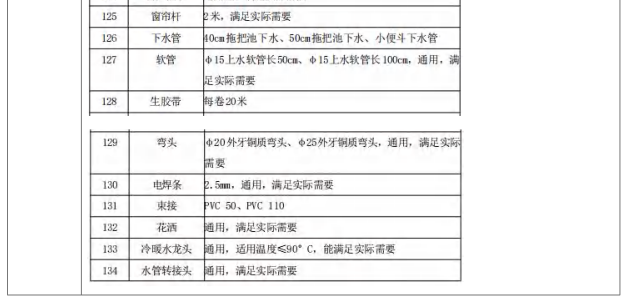 125 窗帘杆 2米，满足实际需要
126 下水管 40cm拖把池下水、50cm拖把池下水、小便斗下水管
127 软管 Φ15上水软管长50cm、Φ15上水软管长100cm，通用，满
足实际需要
128 生胶带 每卷20米
129 弯头 Φ20外牙铜质弯头、Φ25外牙铜质弯头，通用，满足实际
需要
130 电焊条 2.5mm，通用，满足实际需要
131 束接 PVC 50、PVC 110
132 花洒 通用，满足实际需要
133 冷暖水龙头 通用，适用温度≤90°C，能满足实际需要
134 水管转接头 通用，满足实际需要